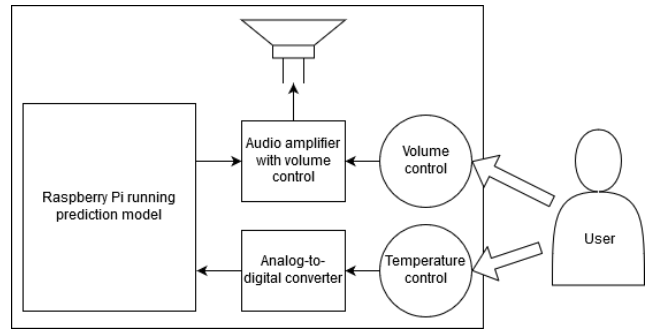 Audio amplifier
with volume
control
Volume
control
Raspberry Pi running
prediction model
User
Analog-to-
digital converter
Temperature
control